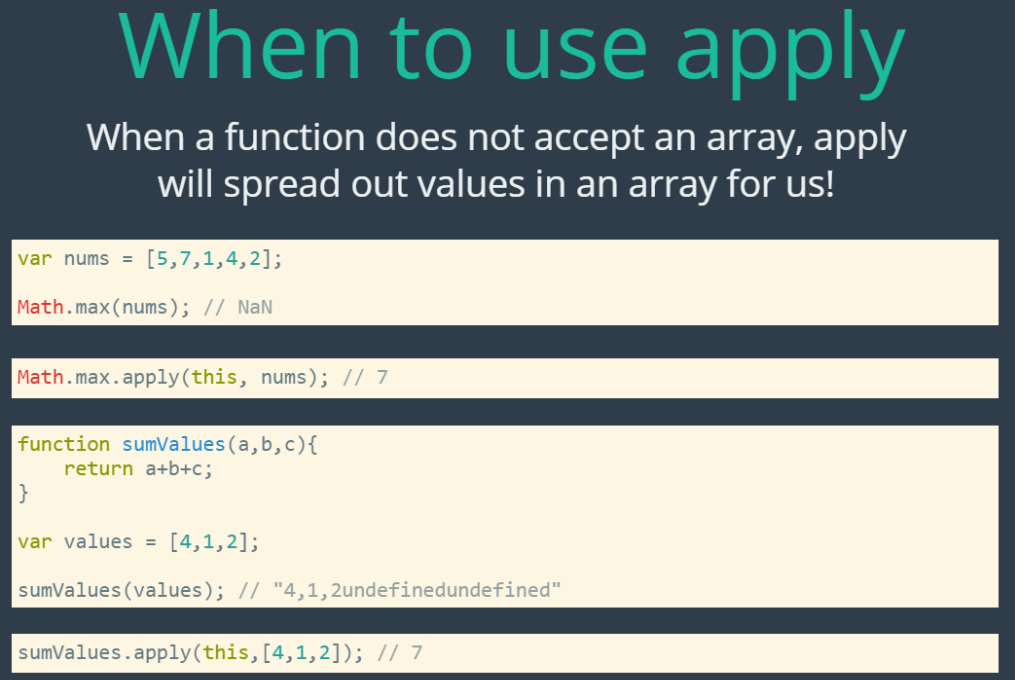 When to use apply
When a function does not accept an array, apply
will spread out values in an array for us!
var nums = [5,7,1,4,2];
Math.max(nums); // NaN
Math.max.apply(this, nums); // 7
function sumValues(a,b,c){
    return a+b+c;
}
var values = [4,1,2];
sumValues(values); // "4,1,2undefinedundefined"
sumValues.apply(this,[4,1,2]); // 7